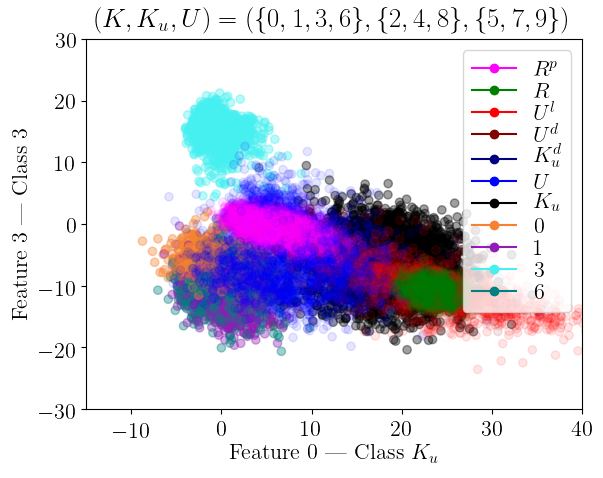 (K, K_u, U) = ({0, 1, 3, 6}, {2, 4, 8}, {5, 7, 9})
30
20
10
0
−10
−20
−30
Feature 3 — Class 3
R^p
R
U^l
U^d
K_u^d
U
K_u
0
1
3
6
−10 0 10 20 30 40
Feature 0 — Class K_u